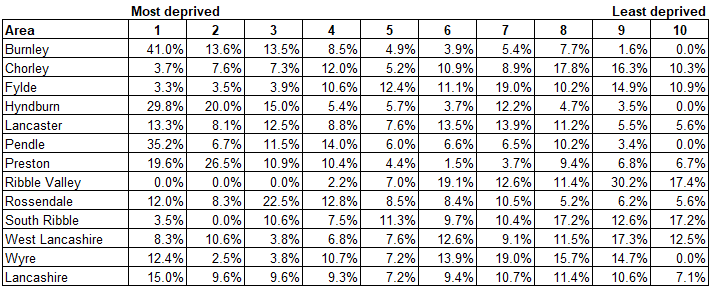 Most deprived Least deprived
Area 1 2 3 4 5 6 7 8 9 10
Burnley 41.0% 13.6% 13.5% 8.5% 4.9% 3.9% 5.4% 7.7% 1.6% 0.0%
Chorley 3.7% 7.6% 7.3% 12.0% 5.2% 10.9% 8.9% 17.8% 16.3% 10.3%
Fylde 3.3% 3.5% 3.9% 10.6% 12.4% 11.1% 19.0% 10.2% 14.9% 10.9%
Hyndburn 29.8% 20.0% 15.0% 5.4% 5.7% 3.7% 12.2% 4.7% 3.5% 0.0%
Lancaster 13.3% 8.1% 12.5% 8.8% 7.6% 13.5% 13.9% 11.2% 5.5% 5.6%
Pendle 35.2% 6.7% 11.5% 14.0% 6.0% 6.6% 6.5% 10.2% 3.4% 0.0%
Preston 19.6% 26.5% 10.9% 10.4% 4.4% 1.5% 3.7% 9.4% 6.8% 6.7%
Ribble Valley 0.0% 0.0% 0.0% 2.2% 7.0% 19.1% 12.6% 11.4% 30.2% 17.4%
Rossendale 12.0% 8.3% 22.5% 12.8% 8.5% 8.4% 10.5% 5.2% 6.2% 5.6%
South Ribble 3.5% 0.0% 10.6% 7.5% 11.3% 9.7% 10.4% 17.2% 12.6% 17.2%
West Lancashire 8.3% 10.6% 3.8% 6.8% 7.6% 12.6% 9.1% 11.5% 17.3% 12.5%
Wyre 12.4% 2.5% 3.8% 10.7% 7.2% 13.9% 19.0% 15.7% 14.7% 0.0%
Lancashire 15.0% 9.6% 9.6% 9.3% 7.2% 9.4% 10.7% 11.4% 10.6% 7.1%